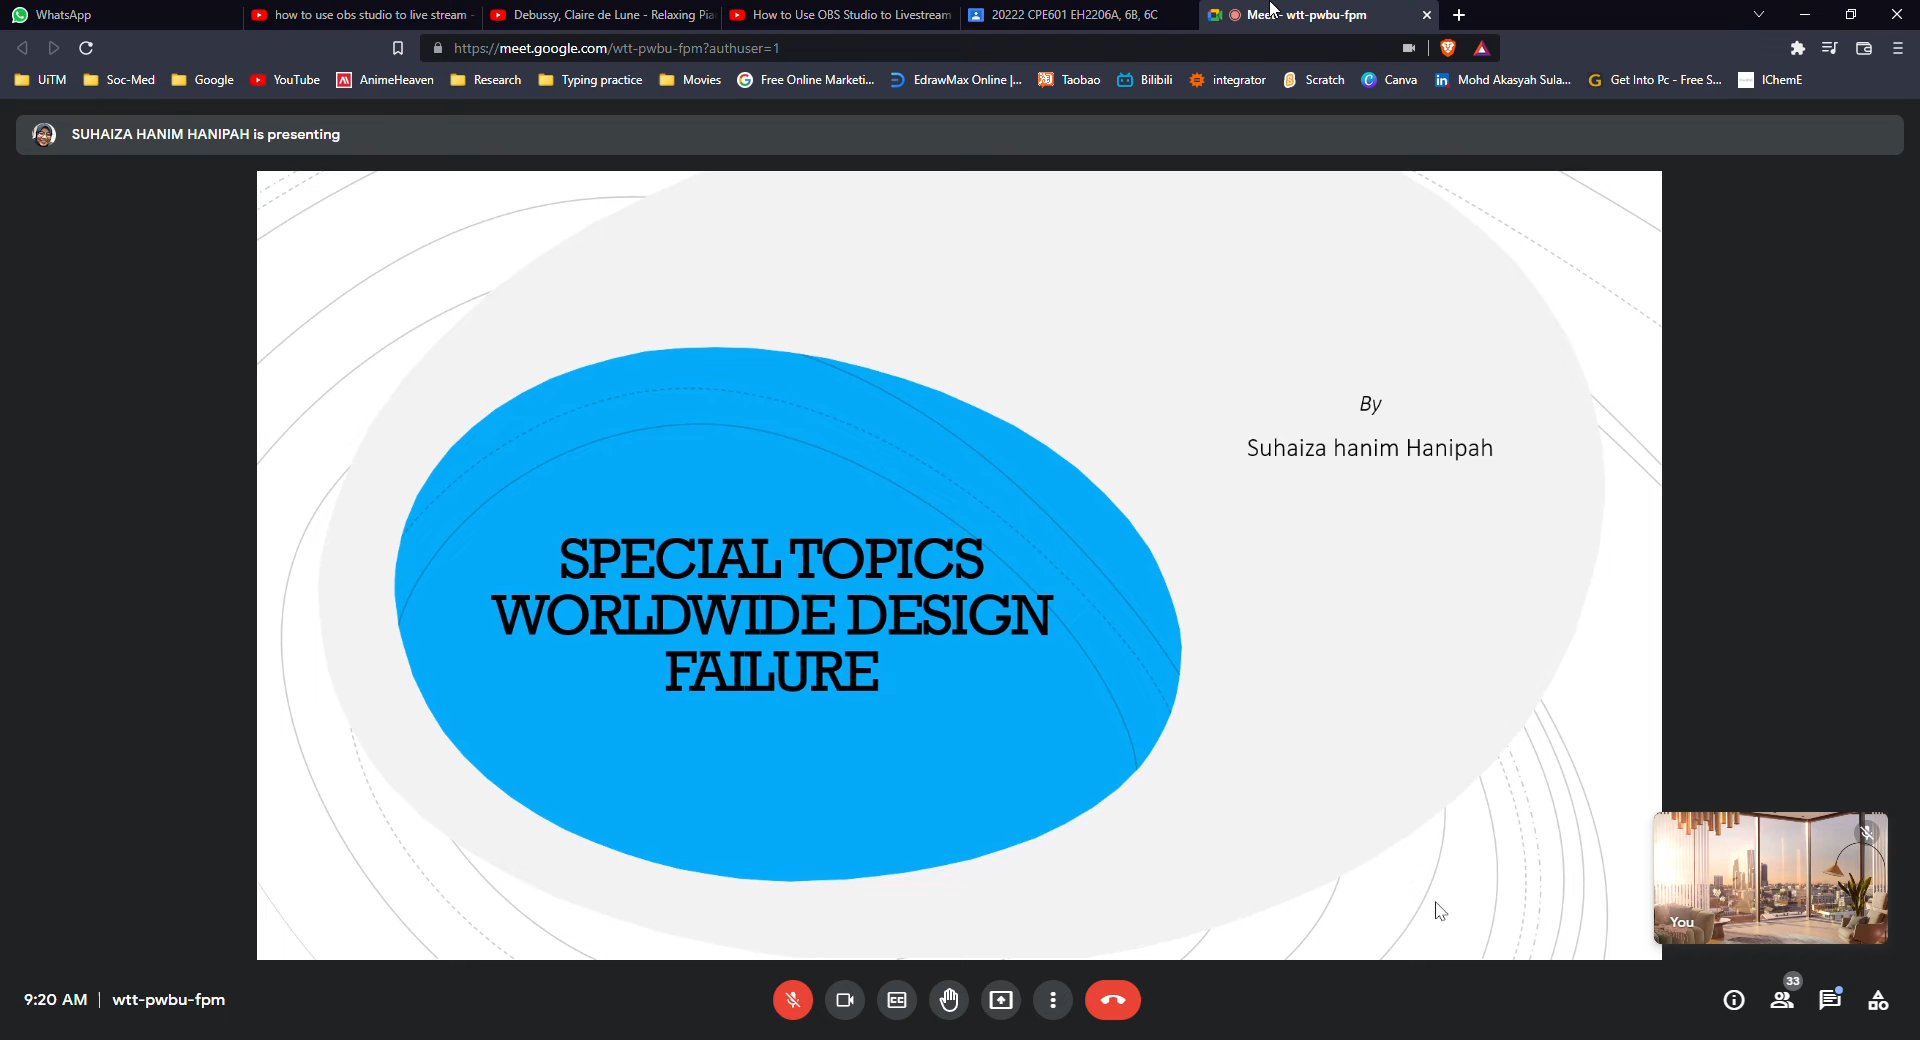 WhatsApp
how to use obs studio to live stream -
Debussy, Claire de Lune - Relaxing Pia
How to Use OBS Studio to Livestream
20222 CPE601 EH2206A, 6B, 6C
Meet - wtt-pwbu-fpm
https://meet.google.com/wtt-pwbu-fpm?authuser=1
UiTM
Soc-Med
Google
YouTube
AnimeHeaven
Research
Typing practice
Movies
Free Online Marketi...
EdrawMax Online |...
Taobao
Bilibili
integrator
Scratch
Canva
Mohd Akasyah Sula...
Get Into Pc - Free S...
IChemE
SUHAIZA HANIM HANIPAH is presenting
By
Suhaiza hanim Hanipah
SPECIAL TOPICS
WORLDWIDE DESIGN
FAILURE
You
9:20 AM | wtt-pwbu-fpm
33